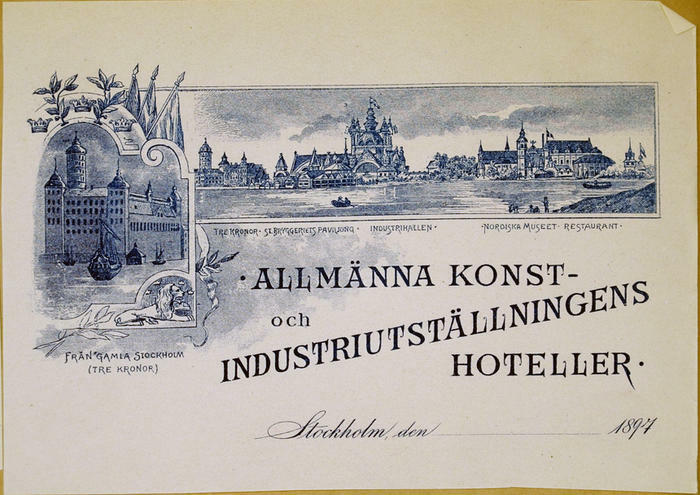 TRE KRONOR · ST. BRYGGERIETS PAVILJONG · INDUSTRIHALLEN · · NORDISKA MUSEET · RESTAURANT ·
FRÅN "GAMLA STOCKHOLM
(TRE KRONOR)
· ALLMÄNNA KONST-
och
INDUSTRIUTSTÄLLNINGENS
HOTELLER ·
Stockholm, den 1897